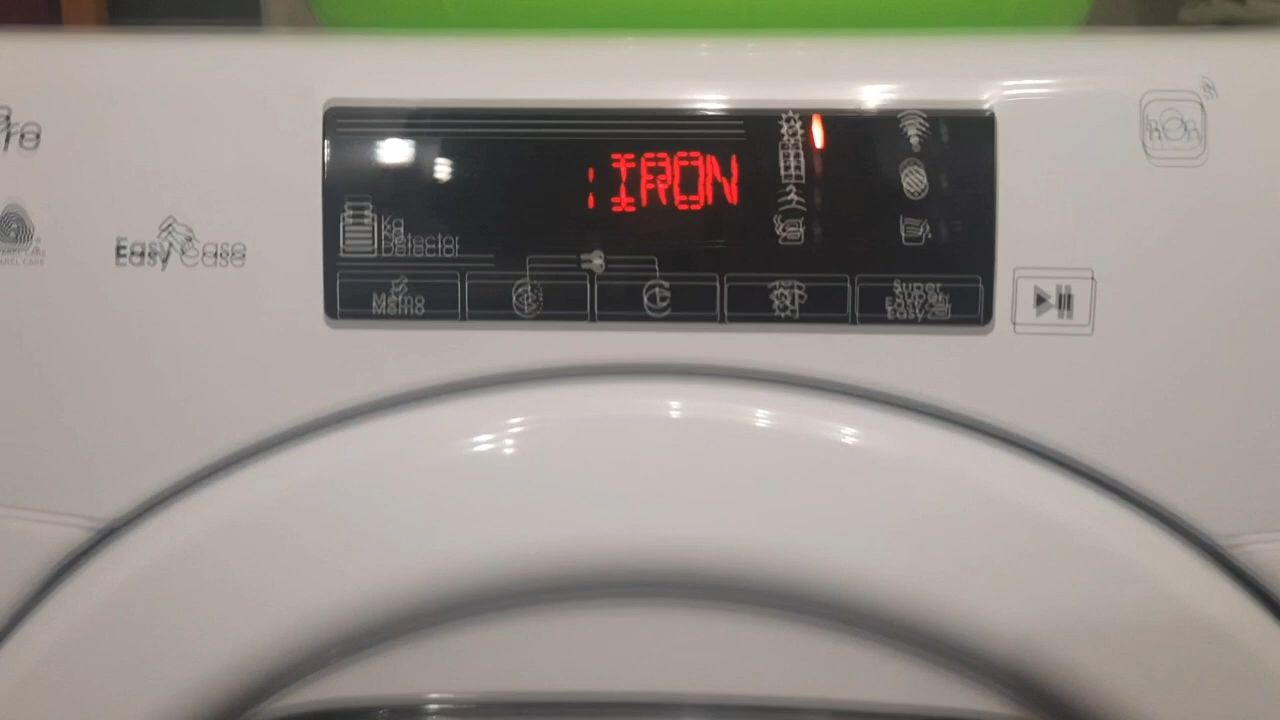 IRON
Kg
Detector
Easy Case
Memo
Super
Easy